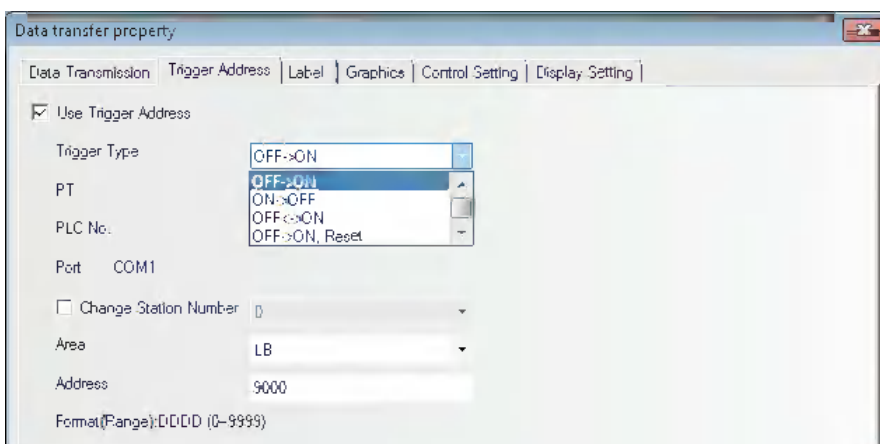 Data transfer property
Data Transmission Trigger Address Label Graphics Control Setting Display Setting
Use Trigger Address
Trigger Type OFF->ON
OFF->ON
PT ON->OFF
OFF<->ON
PLC No. OFF->ON, Reset
Port COM1
Change Station Number 0
Area LB
Address 9000
Format(Range):DDDD (0~9999)